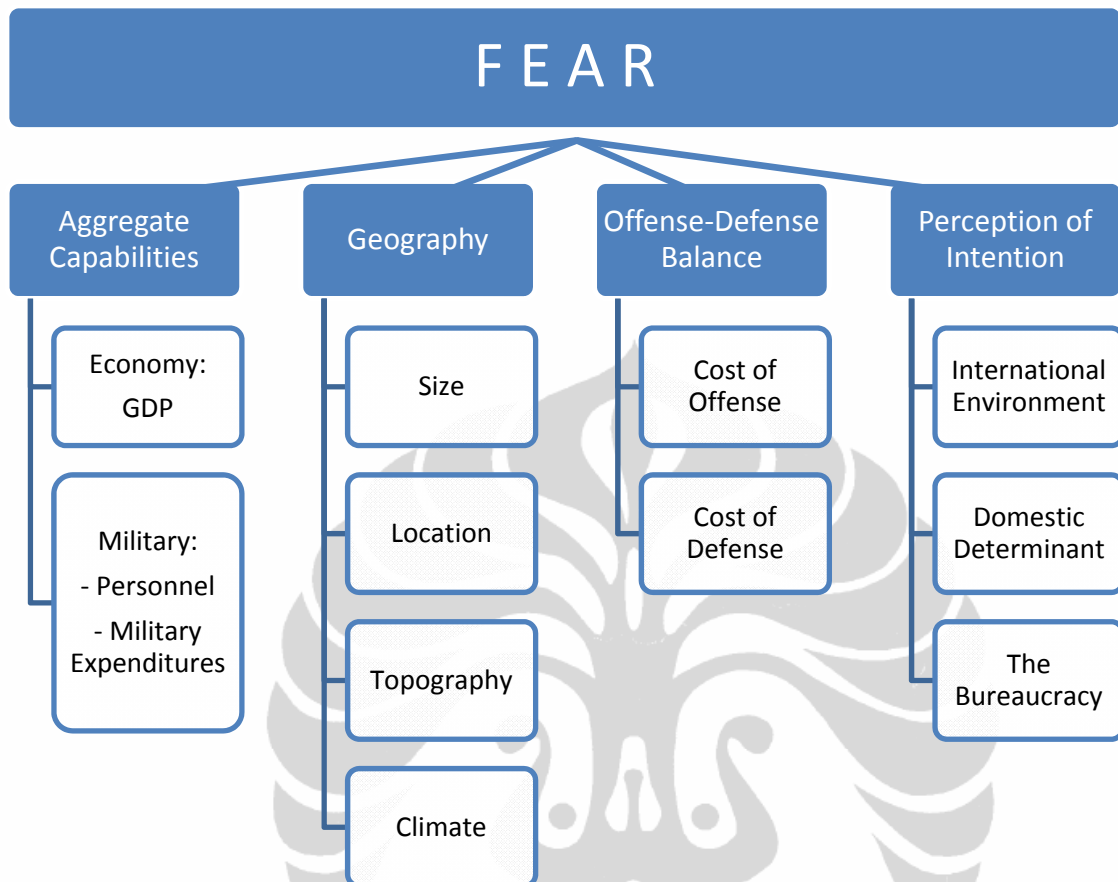 F E A R
Aggregate
Capabilities
Economy:
GDP
Military:
- Personnel
- Military
Expenditures
Geography
Size
Location
Topography
Climate
Offense-Defense
Balance
Cost of
Offense
Cost of
Defense
Perception of
Intention
International
Environment
Domestic
Determinant
The
Bureaucracy